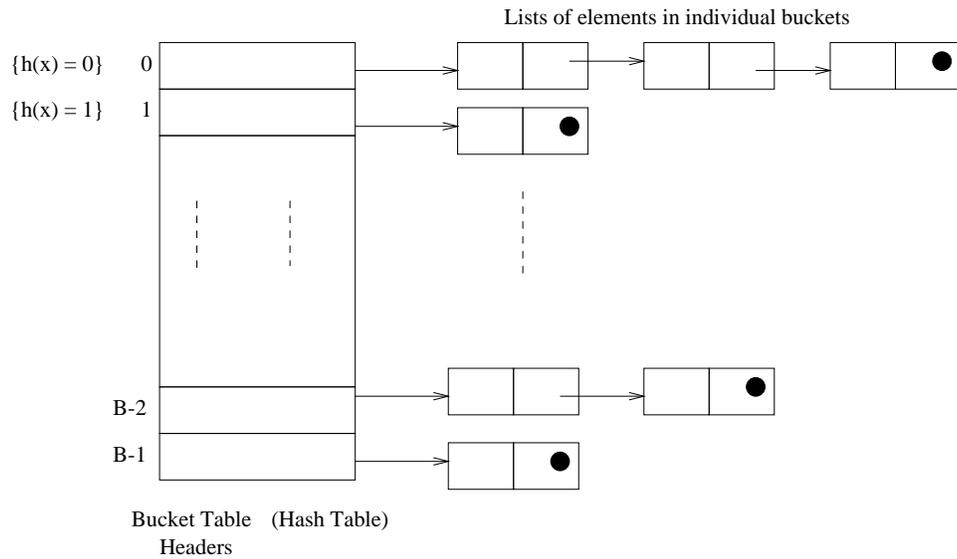 Lists of elements in individual buckets
{h(x) = 0} 0
{h(x) = 1} 1
B-2
B-1
Bucket Table (Hash Table)
Headers